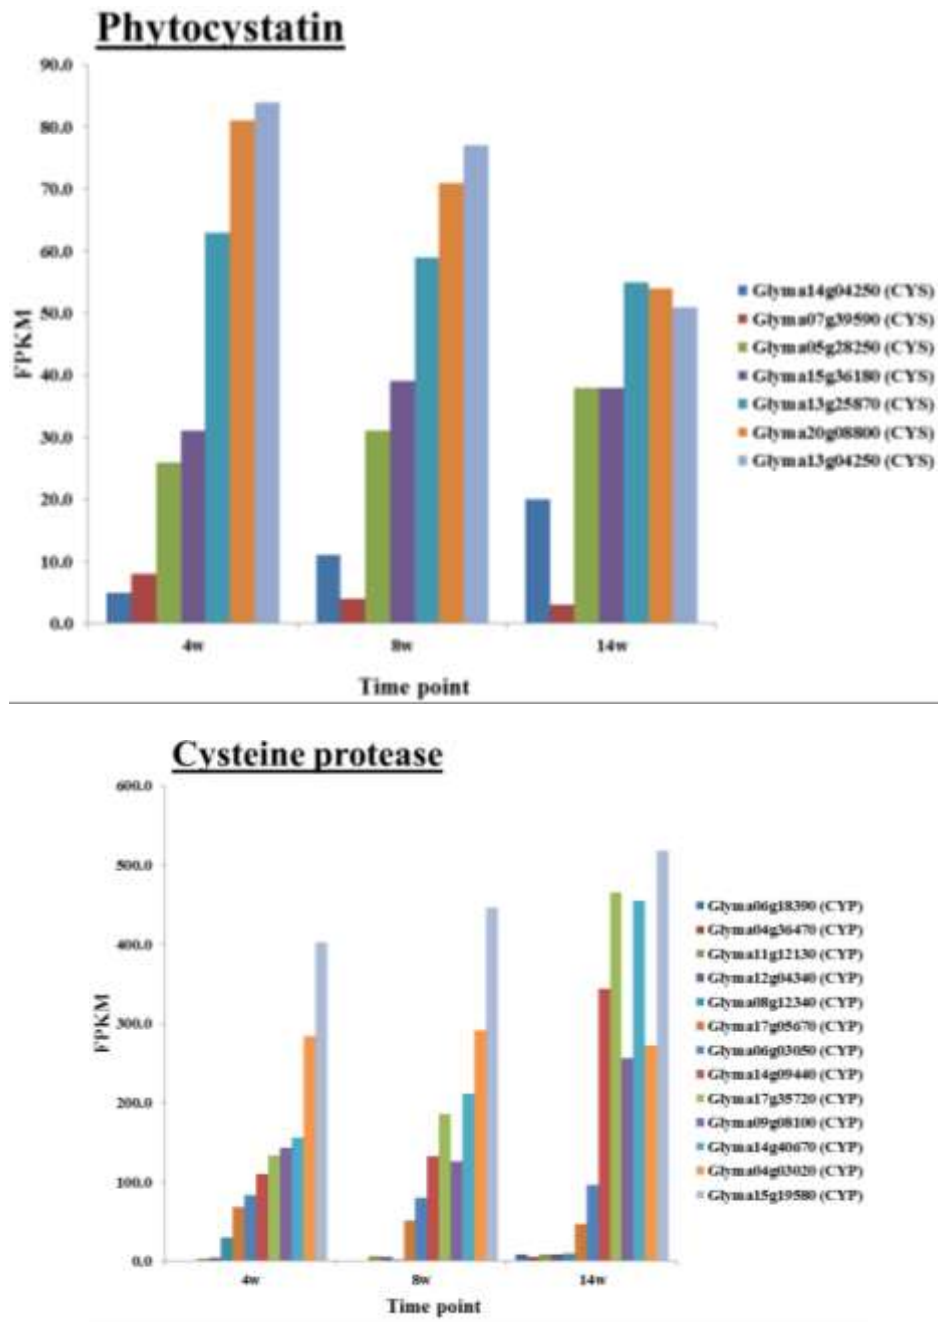 Phytocystatin
90.0
80.0
70.0
60.0
50.0
40.0
30.0
20.0
10.0
0.0
FPKM
4w 8w 14w
Time point
Glyma14g04250 (CYS)
Glyma07g39590 (CYS)
Glyma05g28250 (CYS)
Glyma15g36180 (CYS)
Glyma13g25870 (CYS)
Glyma20g08800 (CYS)
Glyma13g04250 (CYS)
Cysteine protease
600.0
500.0
400.0
300.0
200.0
100.0
0.0
FPKM
4w 8w 14w
Time point
Glyma06g18390 (CYP)
Glyma04g36470 (CYP)
Glyma11g12130 (CYP)
Glyma12g04340 (CYP)
Glyma08g12340 (CYP)
Glyma17g05670 (CYP)
Glyma06g03050 (CYP)
Glyma14g09440 (CYP)
Glyma17g35720 (CYP)
Glyma09g08100 (CYP)
Glyma14g40670 (CYP)
Glyma04g03020 (CYP)
Glyma15g19580 (CYP)